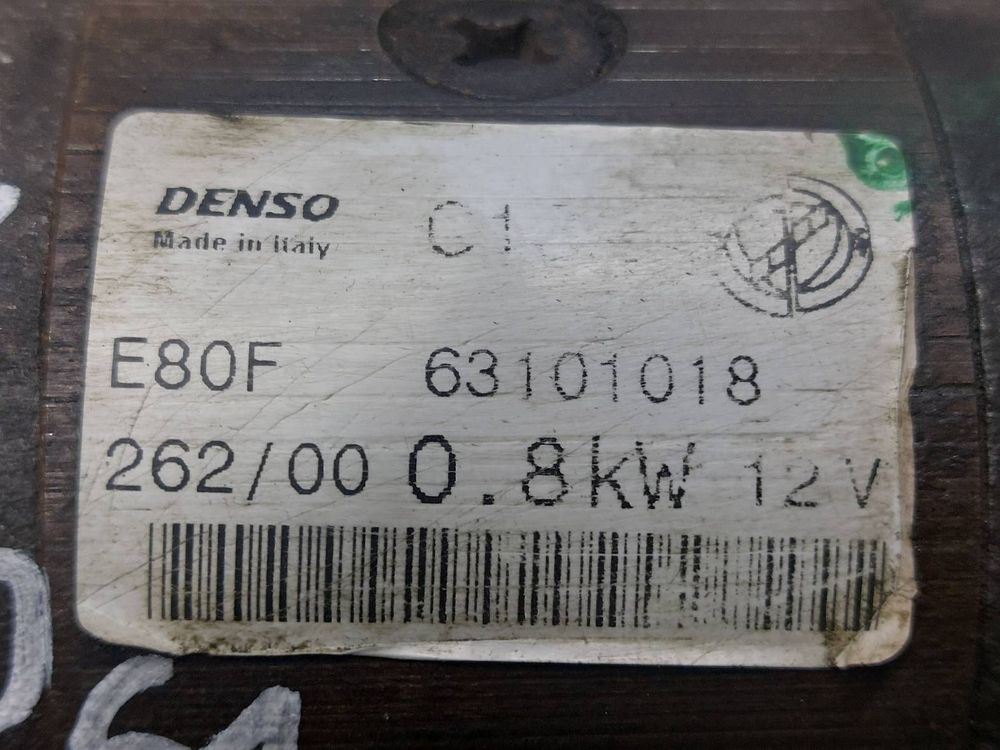 DENSO C1
Made in Italy
E80F 63101018
262/00 0.8kW 12V